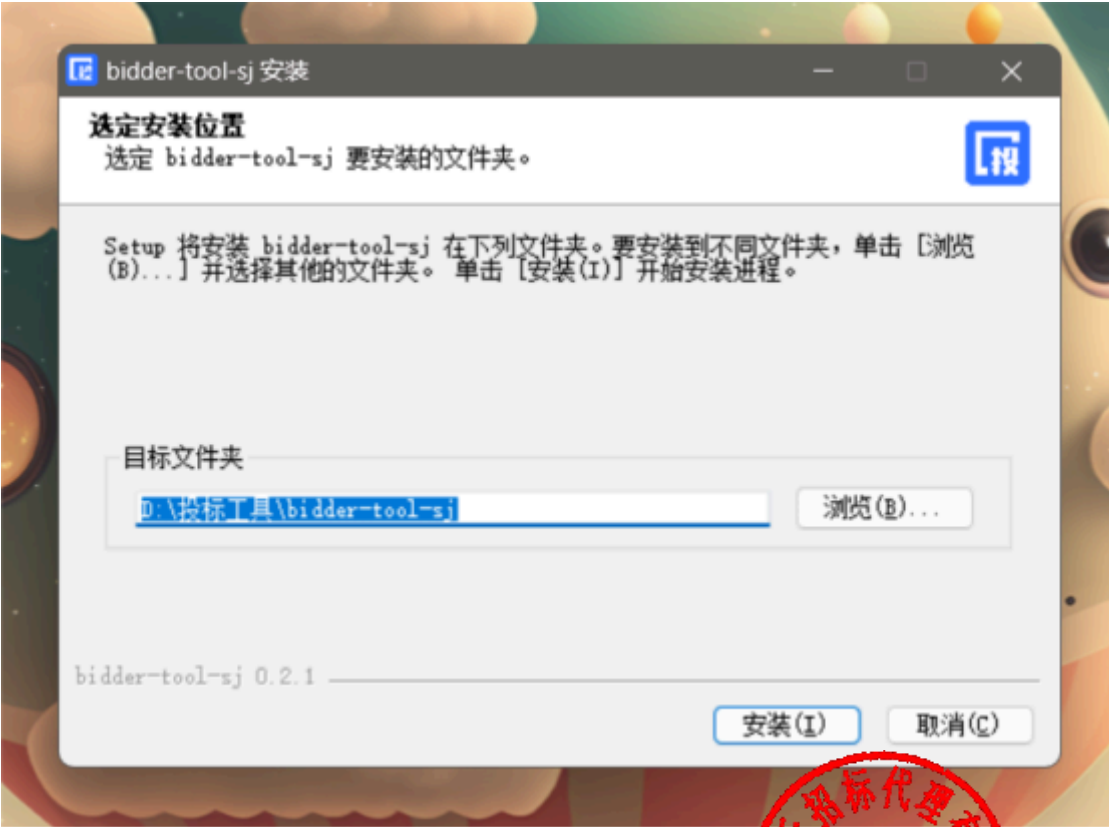 bidder-tool-sj 安装
选定安装位置
选定 bidder-tool-sj 要安装的文件夹。
投
Setup 将安装 bidder-tool-sj 在下列文件夹。要安装到不同文件夹，单击 [浏览
(B)...] 并选择其他的文件夹。 单击 [安装(I)] 开始安装进程。
目标文件夹
D:\投标工具\bidder-tool-sj
浏览(B)...
bidder-tool-sj 0.2.1
安装(I)
取消(C)
招标代理有